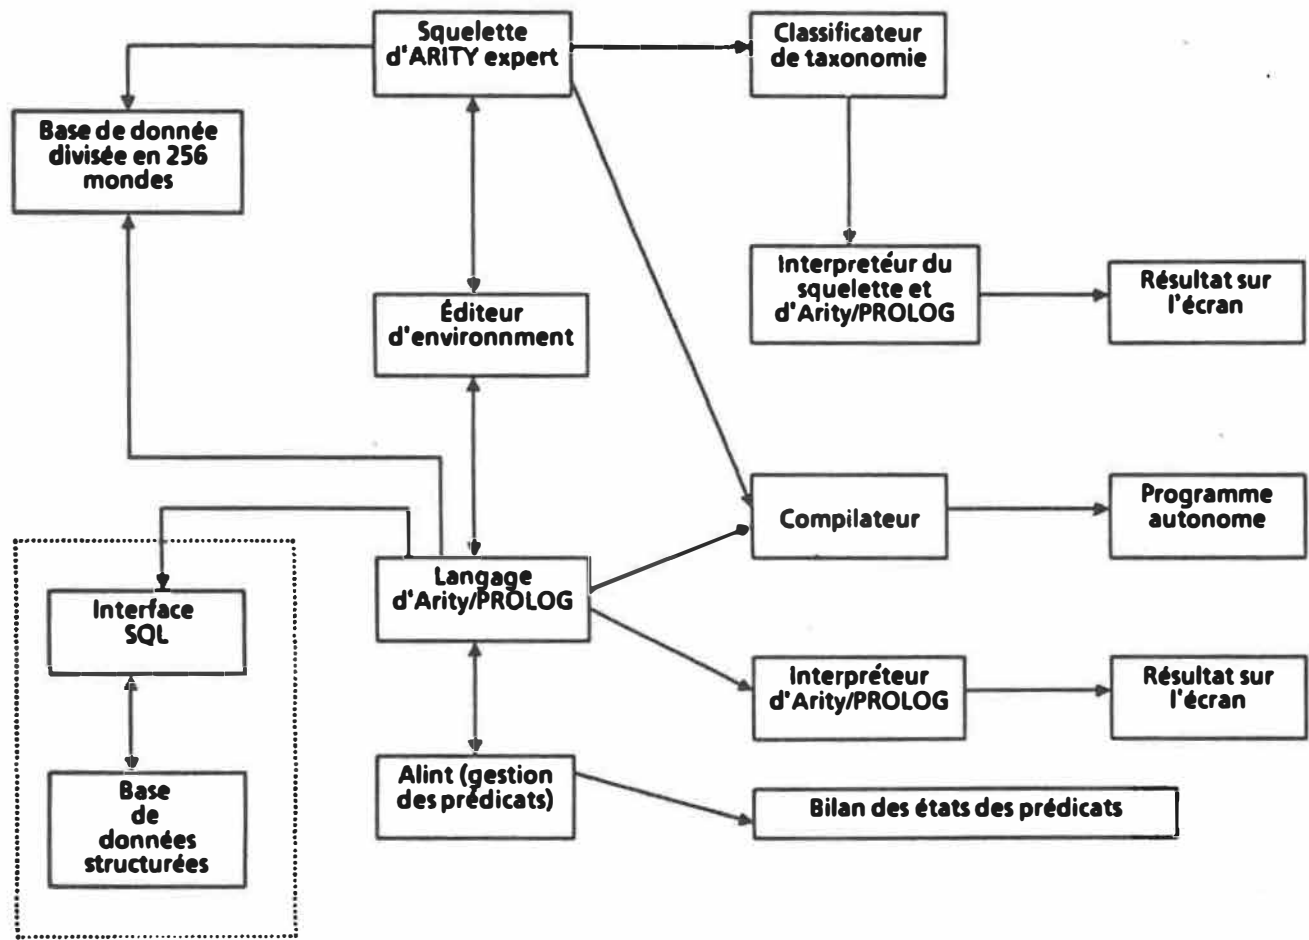 Squelette
d'ARITY expert
Classificateur
de taxonomie
Base de donnée
divisée en 256
mondes
Interpretéur du
squelette et
d'Arity/PROLOG
Résultat sur
l'écran
Éditeur
d'environnment
Compilateur
Programme
autonome
Langage
d'Arity/PROLOG
Interface
SQL
Interpréteur
d'Arity/PROLOG
Résultat sur
l'écran
Alint (gestion
des prédicats)
Bilan des états des prédicats
Base
de
données
structurées